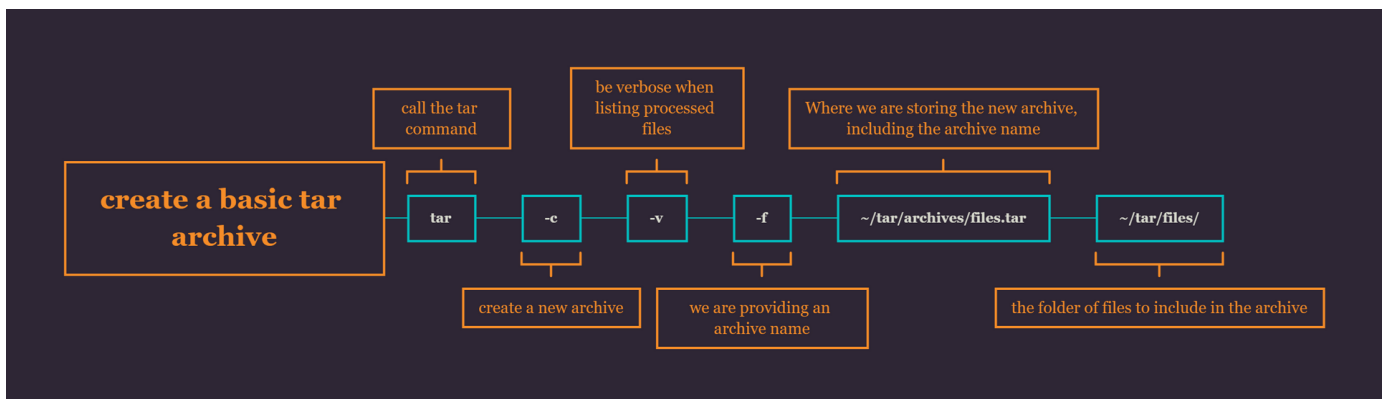 be verbose when
listing processed
files
call the tar
command
Where we are storing the new archive,
including the archive name
create a basic tar
archive
tar
-c
-v
-f
~/tar/archives/files.tar
~/tar/files/
create a new archive
we are providing an
archive name
the folder of files to include in the archive